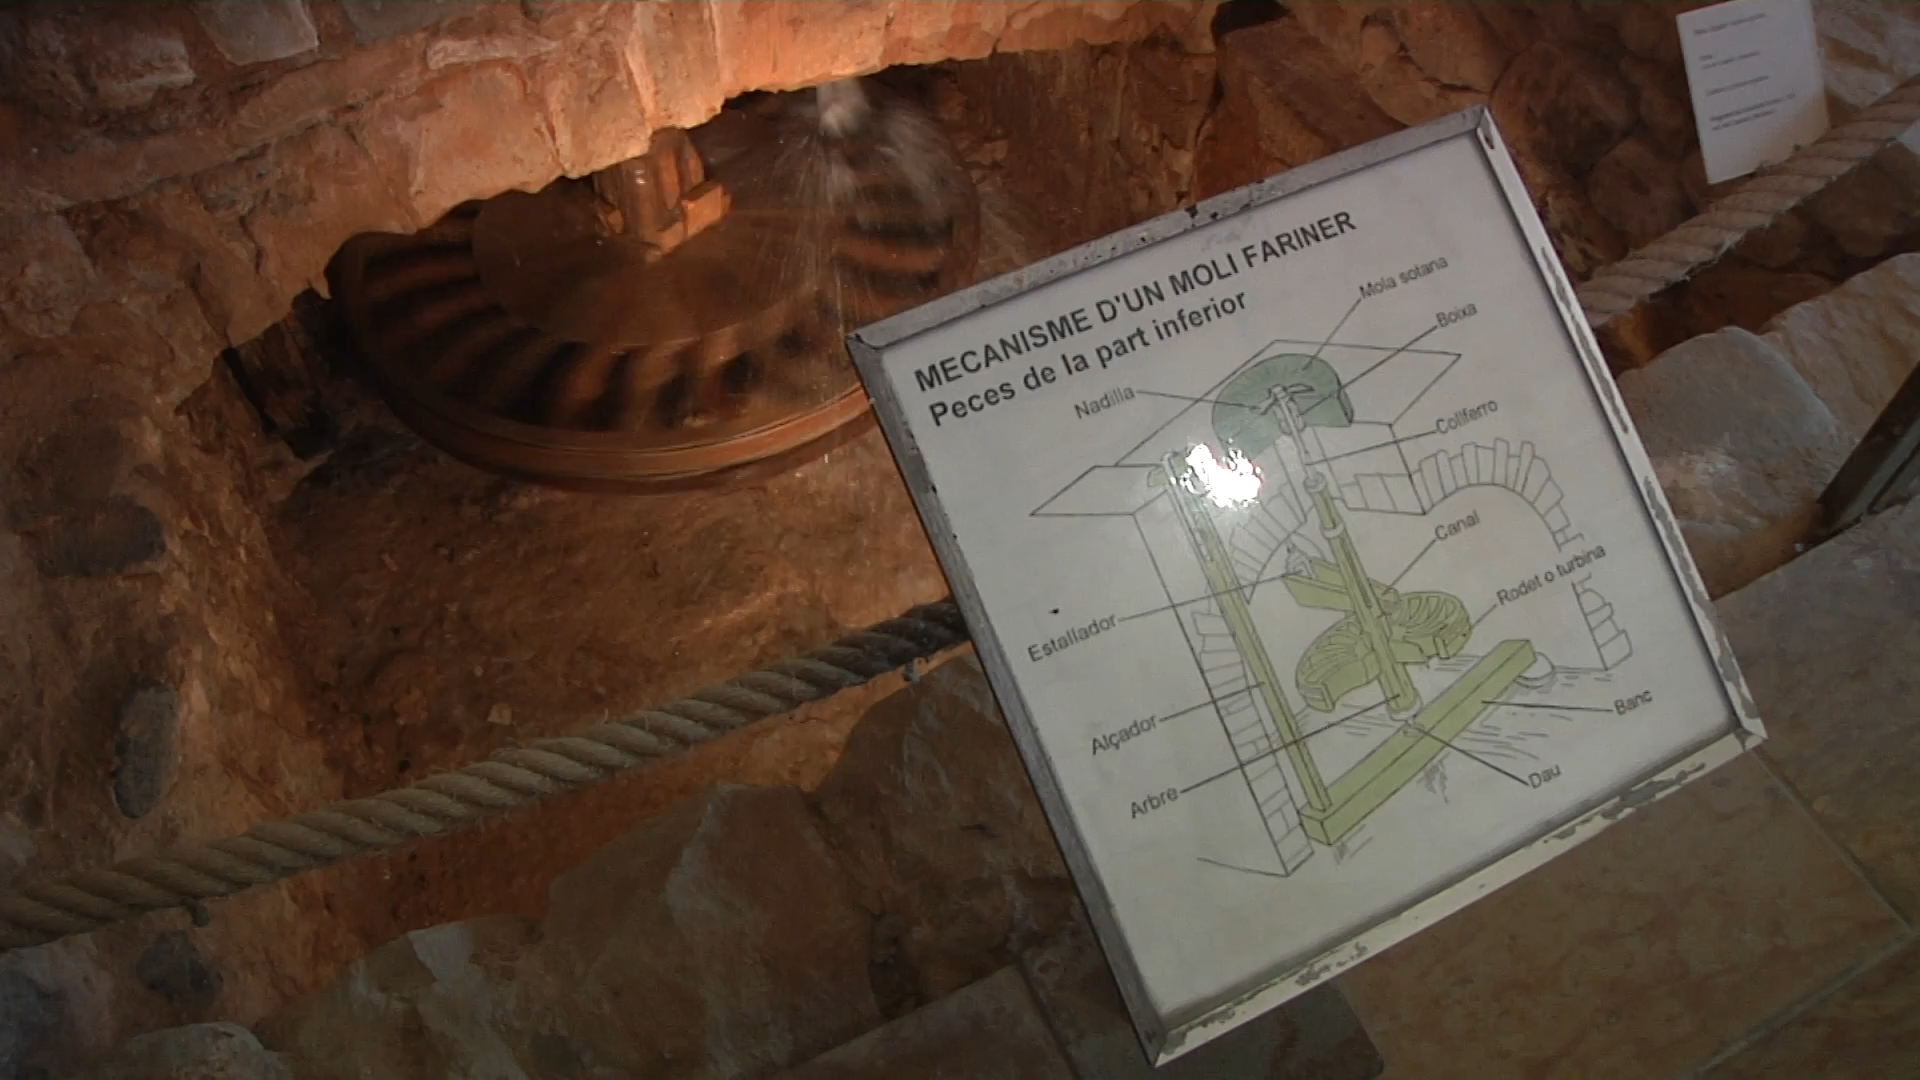 MECANISME D'UN MOLI FARINER
Peces de la part inferior
Mola sotana
Boixa
Nadilla
Collferro
Canal
Rodet o turbina
Estallador
Alçador
Banc
Arbre
Dau